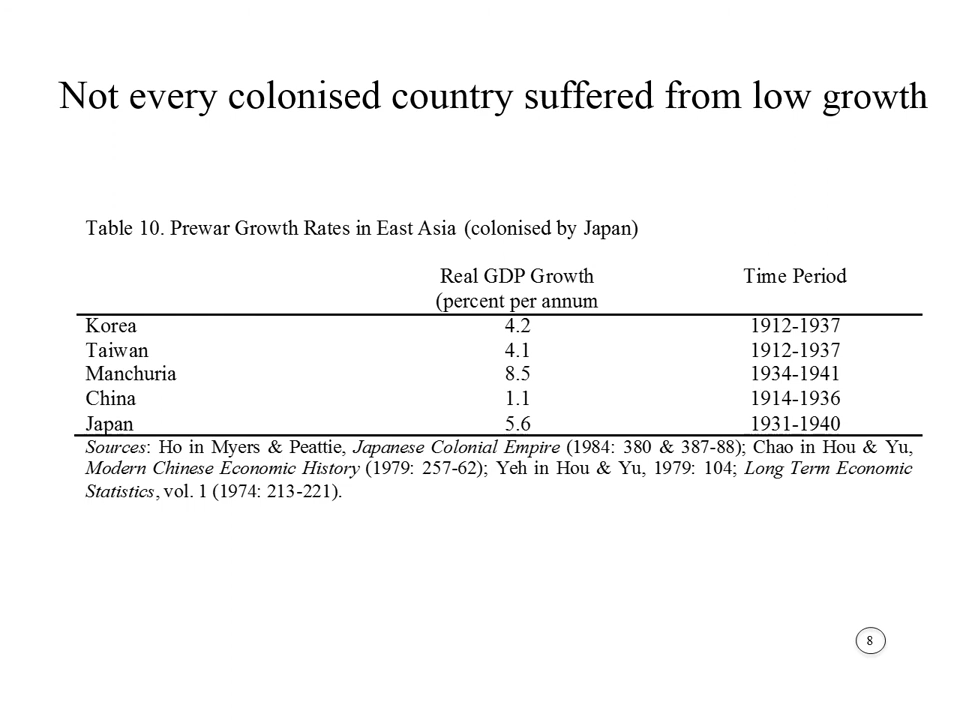 Not every colonised country suffered from low growth
Table 10. Prewar Growth Rates in East Asia (colonised by Japan)
Real GDP Growth Time Period
(percent per annum
Korea 4.2 1912-1937
Taiwan 4.1 1912-1937
Manchuria 8.5 1934-1941
China 1.1 1914-1936
Japan 5.6 1931-1940
Sources: Ho in Myers & Peattie, Japanese Colonial Empire (1984: 380 & 387-88); Chao in Hou & Yu,
Modern Chinese Economic History (1979: 257-62); Yeh in Hou & Yu, 1979: 104; Long Term Economic
Statistics, vol. 1 (1974: 213-221).
8